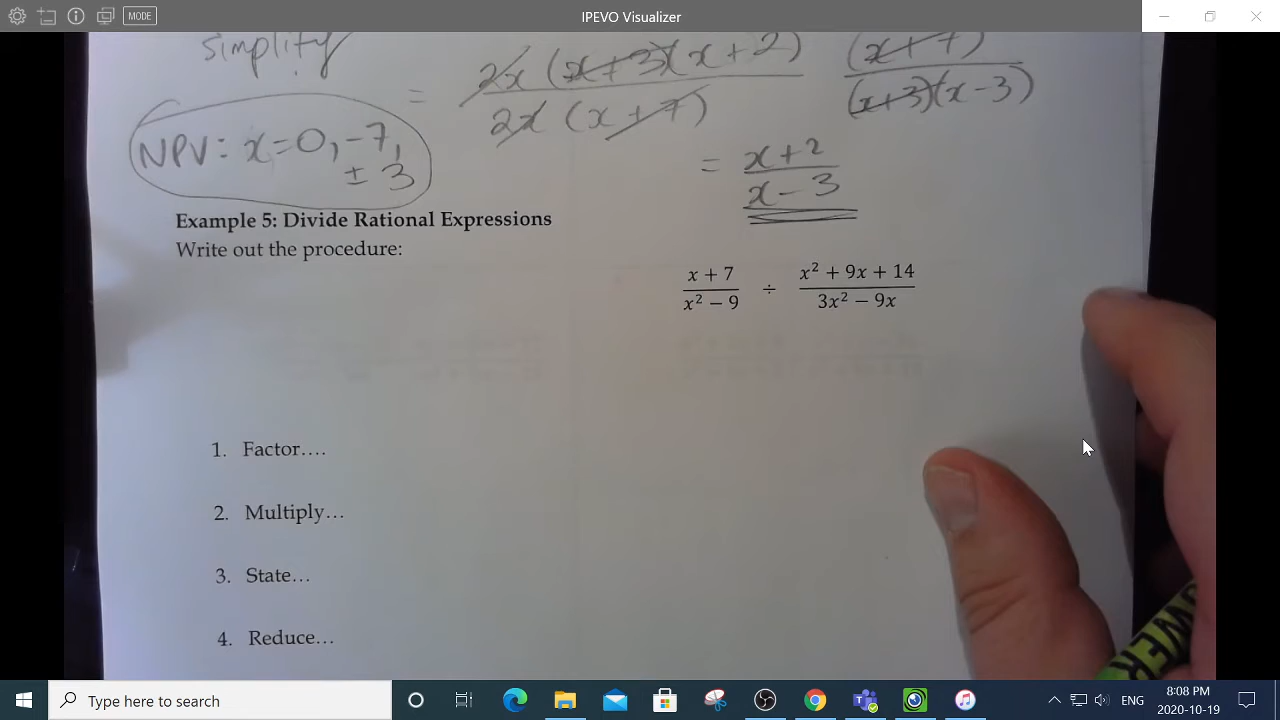 IPEVO Visualizer
MODE
simplify
= 2x (x+3)(x+2) (x+7)
2x (x+7) (x+3)(x-3)
NPV: x=0, -7,
± 3
= x+2
x-3
Example 5: Divide Rational Expressions
Write out the procedure:
x + 7 ÷ x² + 9x + 14
x² − 9 3x² − 9x
1. Factor….
2. Multiply…
3. State…
4. Reduce…
OWER
Type here to search
ENG
8:08 PM
2020-10-19